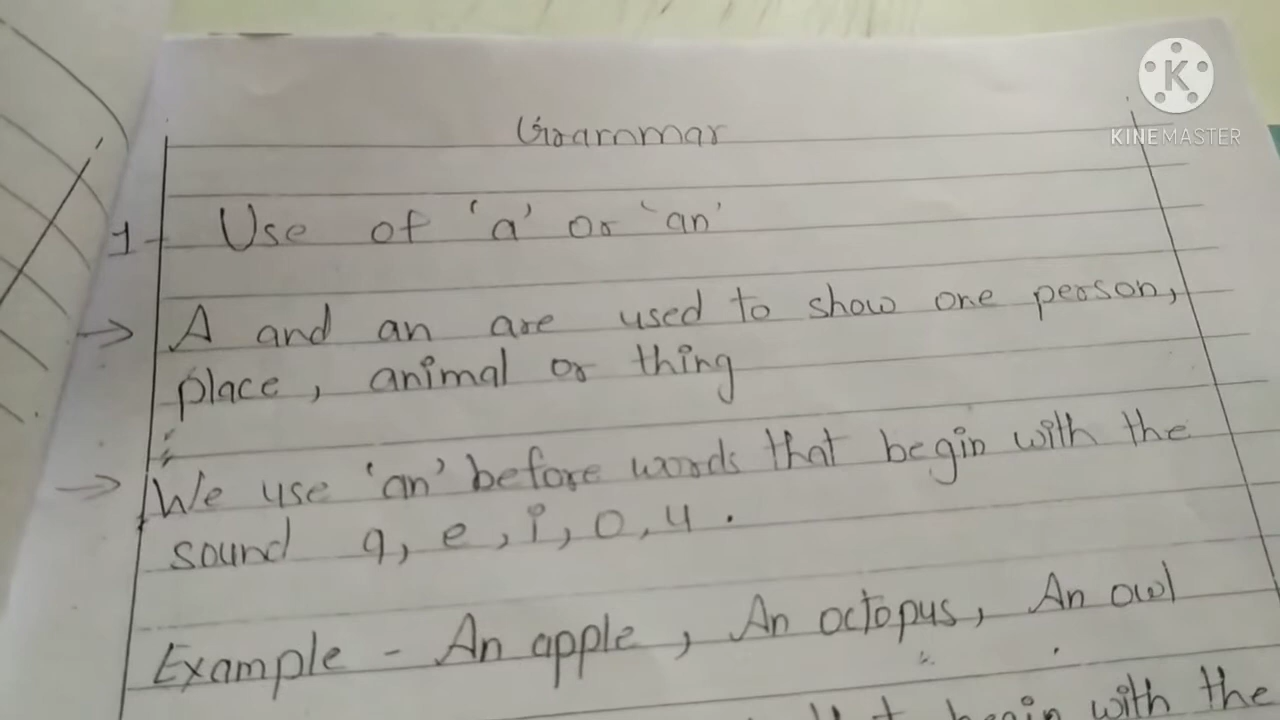 KINEMASTER
Grammar
1 Use of 'a' or 'an'
→ A and an are used to show one person,
place, animal or thing
→ We use 'an' before words that begin with the
sound a, e, i, o, u.
Example - An apple, An octopus, An owl
begin with the